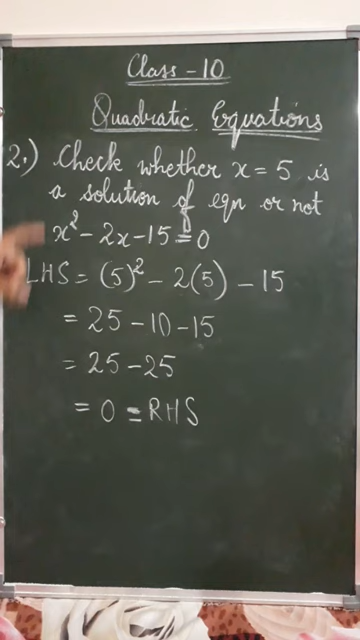 Class - 10
Quadratic Equations
2.) Check whether x = 5 is
a solution of eqn or not
x² - 2x - 15 = 0
LHS = (5)² - 2(5) - 15
= 25 - 10 - 15
= 25 - 25
= 0 = RHS